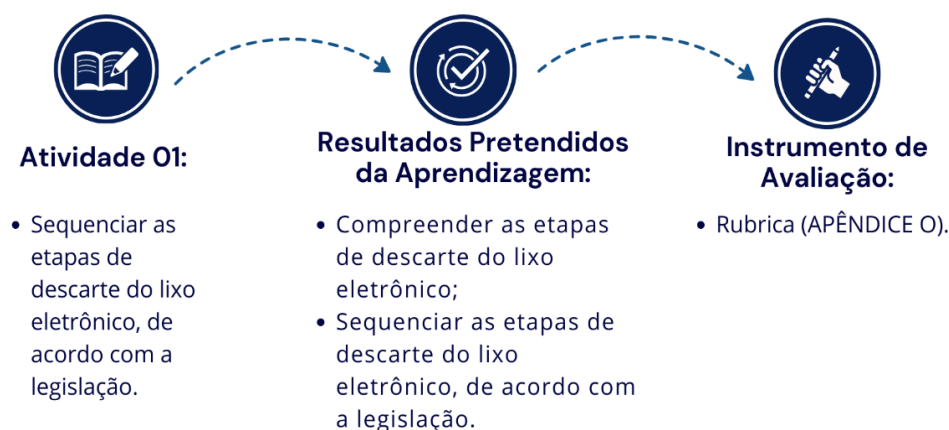 Atividade 01:
• Sequenciar as
etapas de
descarte do lixo
eletrônico, de
acordo com a
legislação.
Resultados Pretendidos
da Aprendizagem:
• Compreender as etapas
de descarte do lixo
eletrônico;
• Sequenciar as etapas de
descarte do lixo
eletrônico, de acordo com
a legislação.
Instrumento de
Avaliação:
• Rubrica (APÊNDICE O).